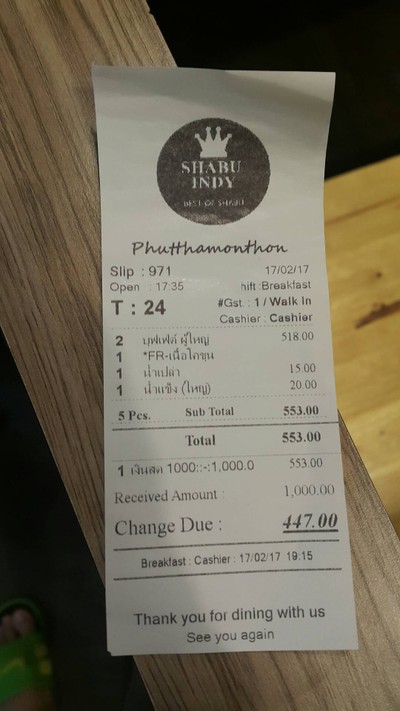 SHABU
INDY
BEST OF SHABU
Phutthamonthon
Slip : 971 17/02/17
Open : 17:35 hift :Breakfast
T : 24 #Gst. : 1 / Walk In
Cashier : Cashier
2 บุฟเฟ่ต์ ผู้ใหญ่ 518.00
1 *FR-เนื้อโคขุน
1 น้ำเปล่า 15.00
1 น้ำแข็ง (ใหญ่) 20.00
5 Pcs. Sub Total 553.00
Total 553.00
1 เงินสด 1000::-:1,000.0 553.00
Received Amount : 1,000.00
Change Due : 447.00
Breakfast : Cashier : 17/02/17 19:15
Thank you for dining with us
See you again